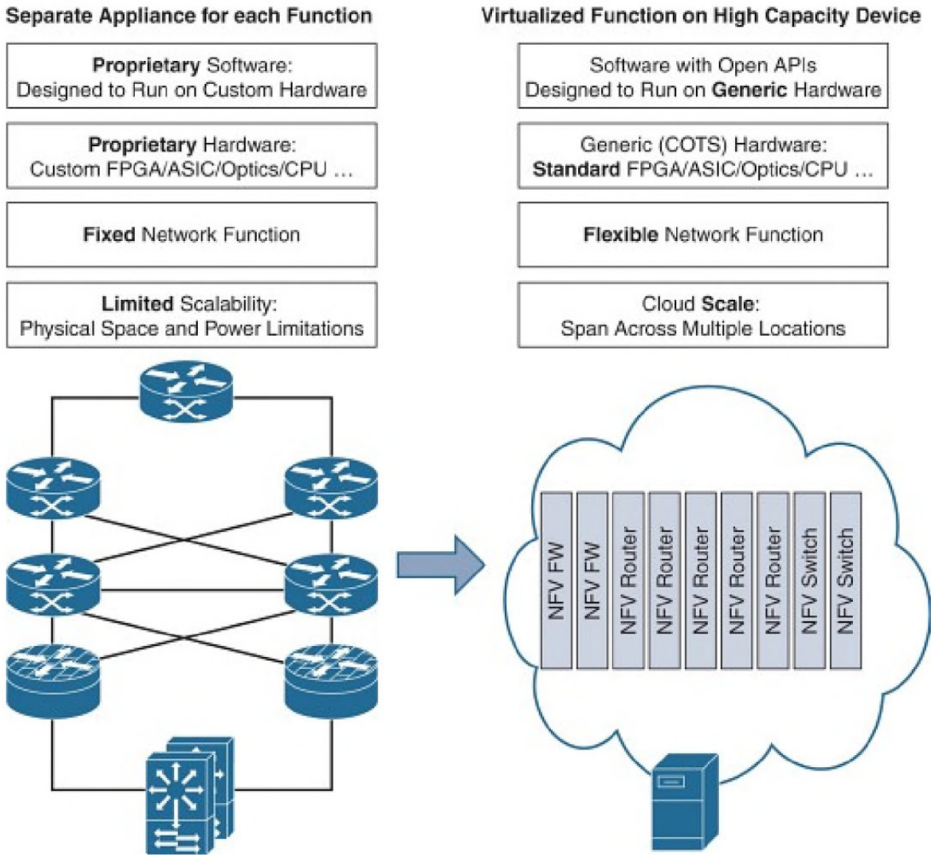 Separate Appliance for each Function
Proprietary Software:
Designed to Run on Custom Hardware
Proprietary Hardware:
Custom FPGA/ASIC/Optics/CPU ...
Fixed Network Function
Limited Scalability:
Physical Space and Power Limitations
Virtualized Function on High Capacity Device
Software with Open APIs
Designed to Run on Generic Hardware
Generic (COTS) Hardware:
Standard FPGA/ASIC/Optics/CPU ...
Flexible Network Function
Cloud Scale:
Span Across Multiple Locations
NFV FW
NFV FW
NFV Router
NFV Router
NFV Router
NFV Router
NFV Router
NFV Switch
NFV Switch